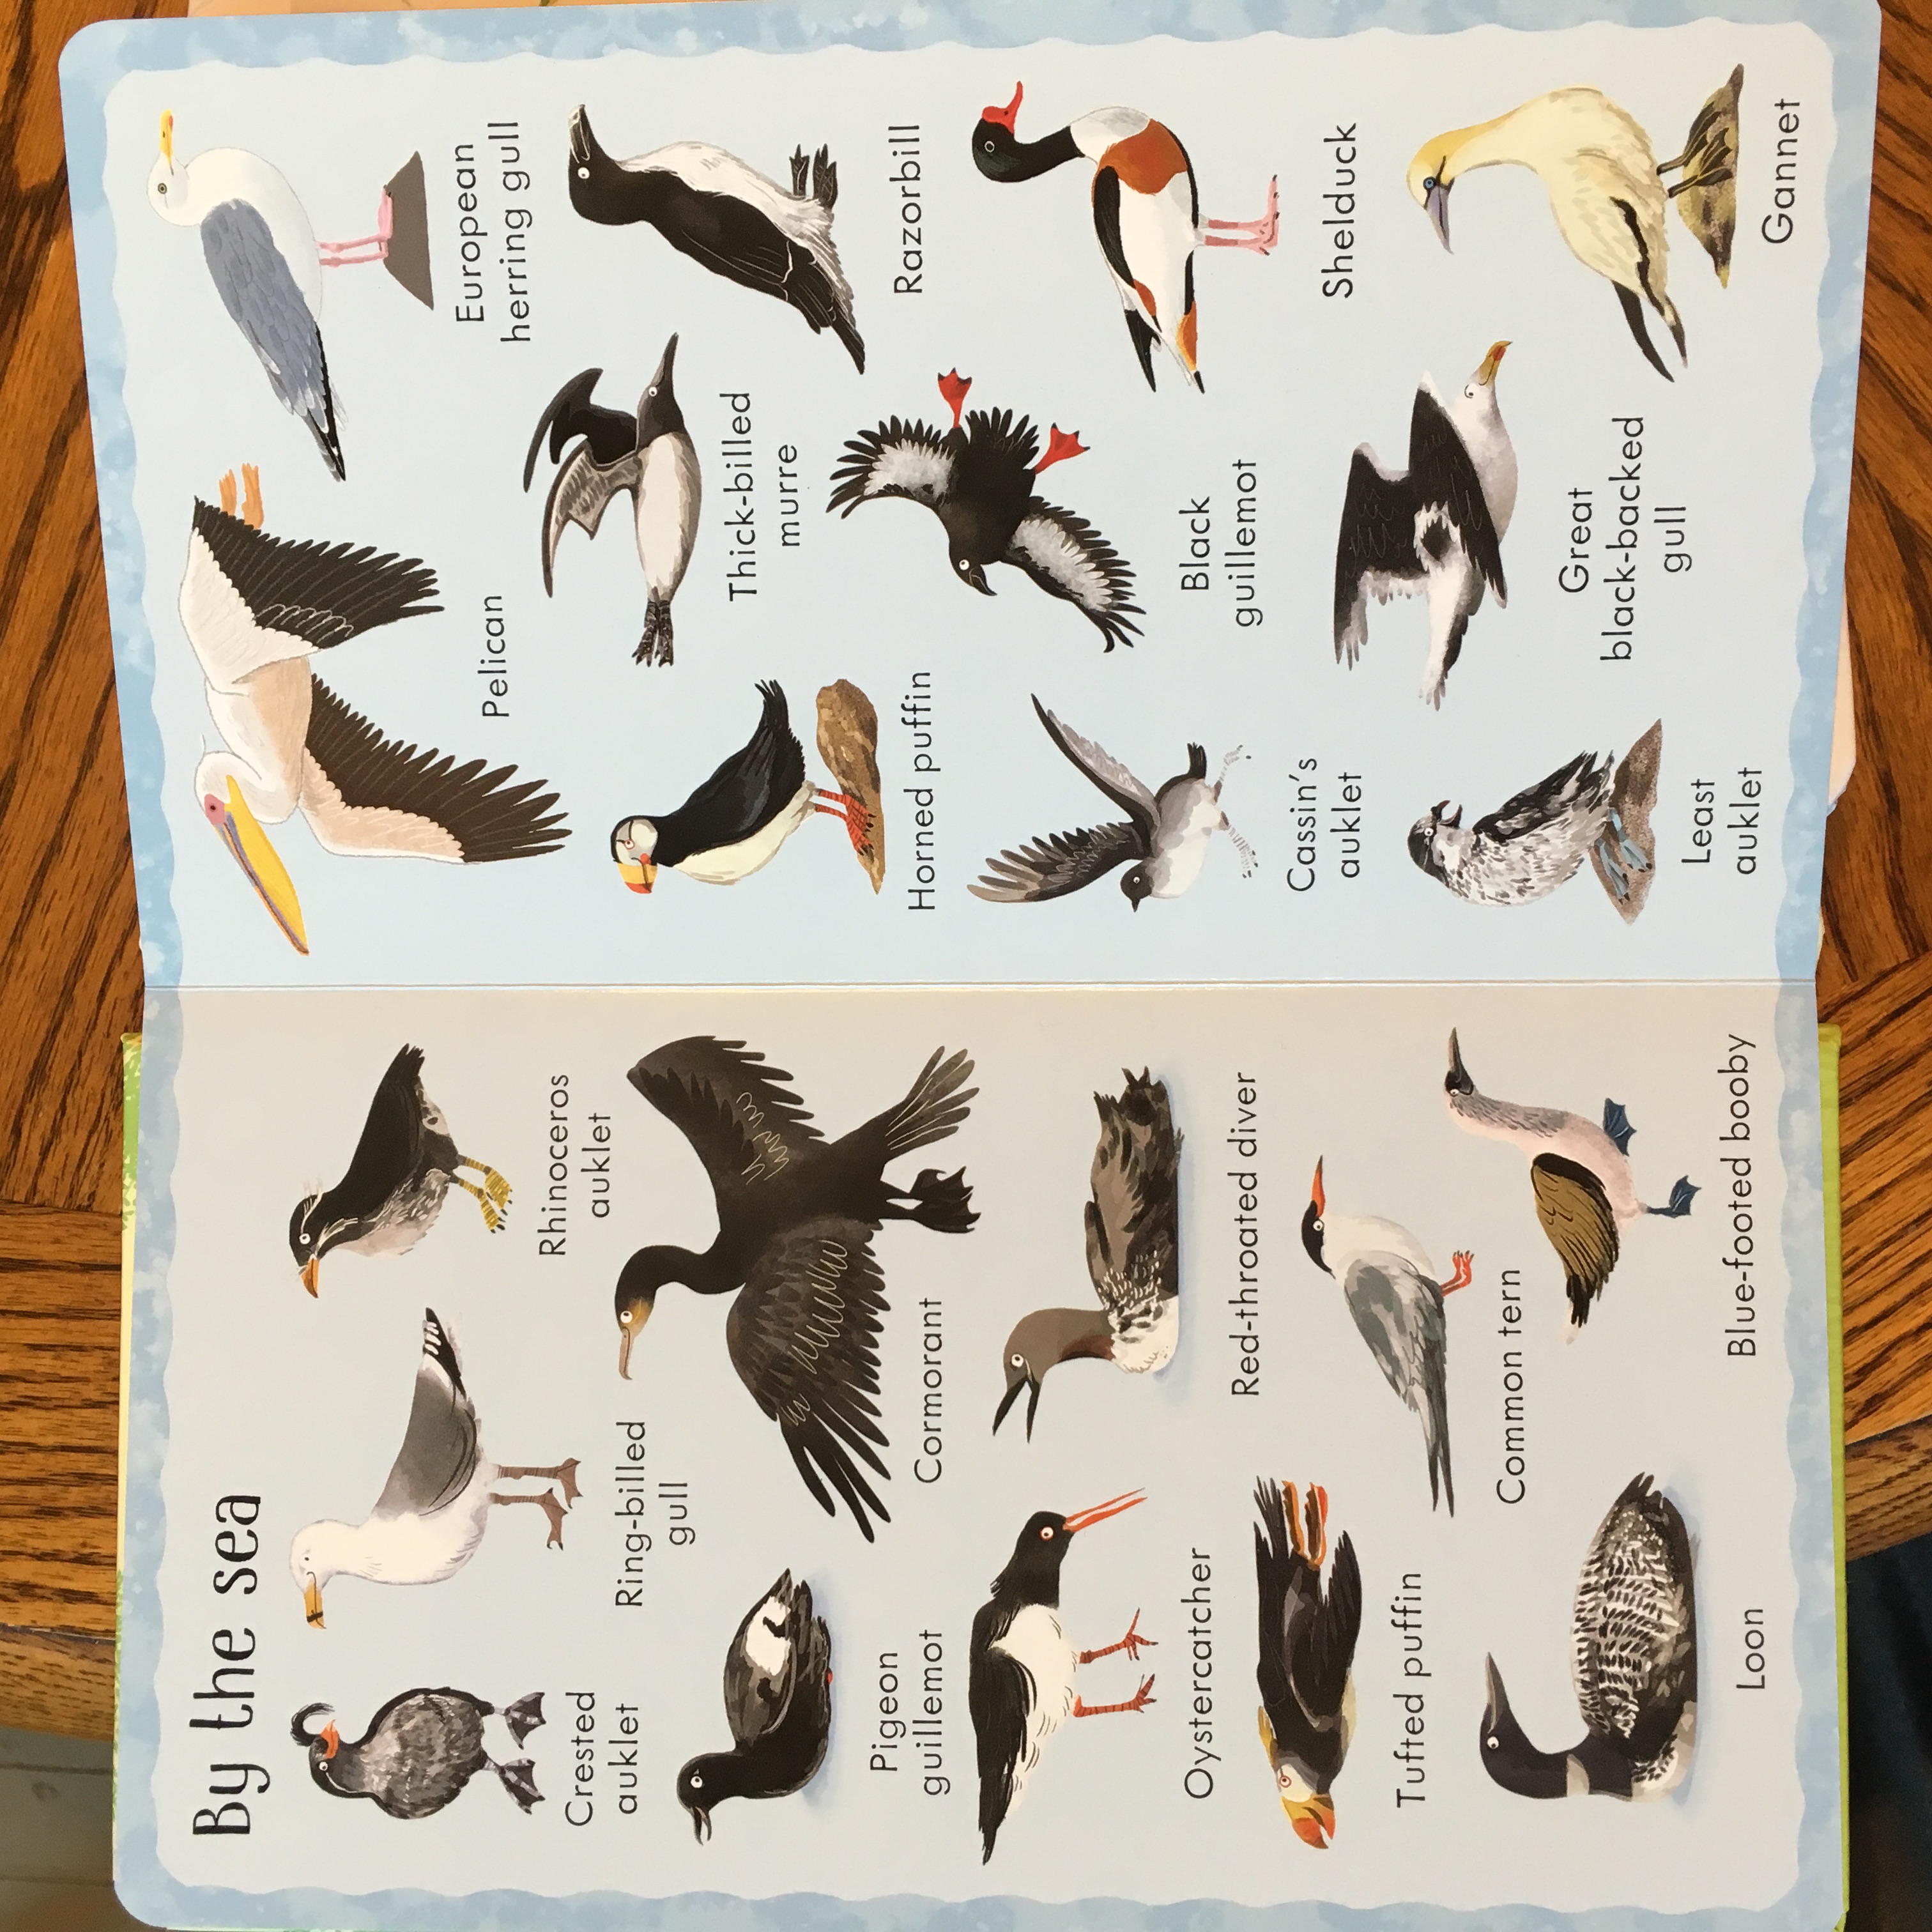 By the sea
Crested
auklet
Ring-billed
gull
Rhinoceros
auklet
Pigeon
guillemot
Cormorant
Oystercatcher
Red-throated diver
Tufted puffin
Common tern
Loon
Blue-footed booby
Pelican
European
herring gull
Horned puffin
Thick-billed
murre
Razorbill
Cassin's
auklet
Black
guillemot
Shelduck
Least
auklet
Great
black-backed
gull
Gannet